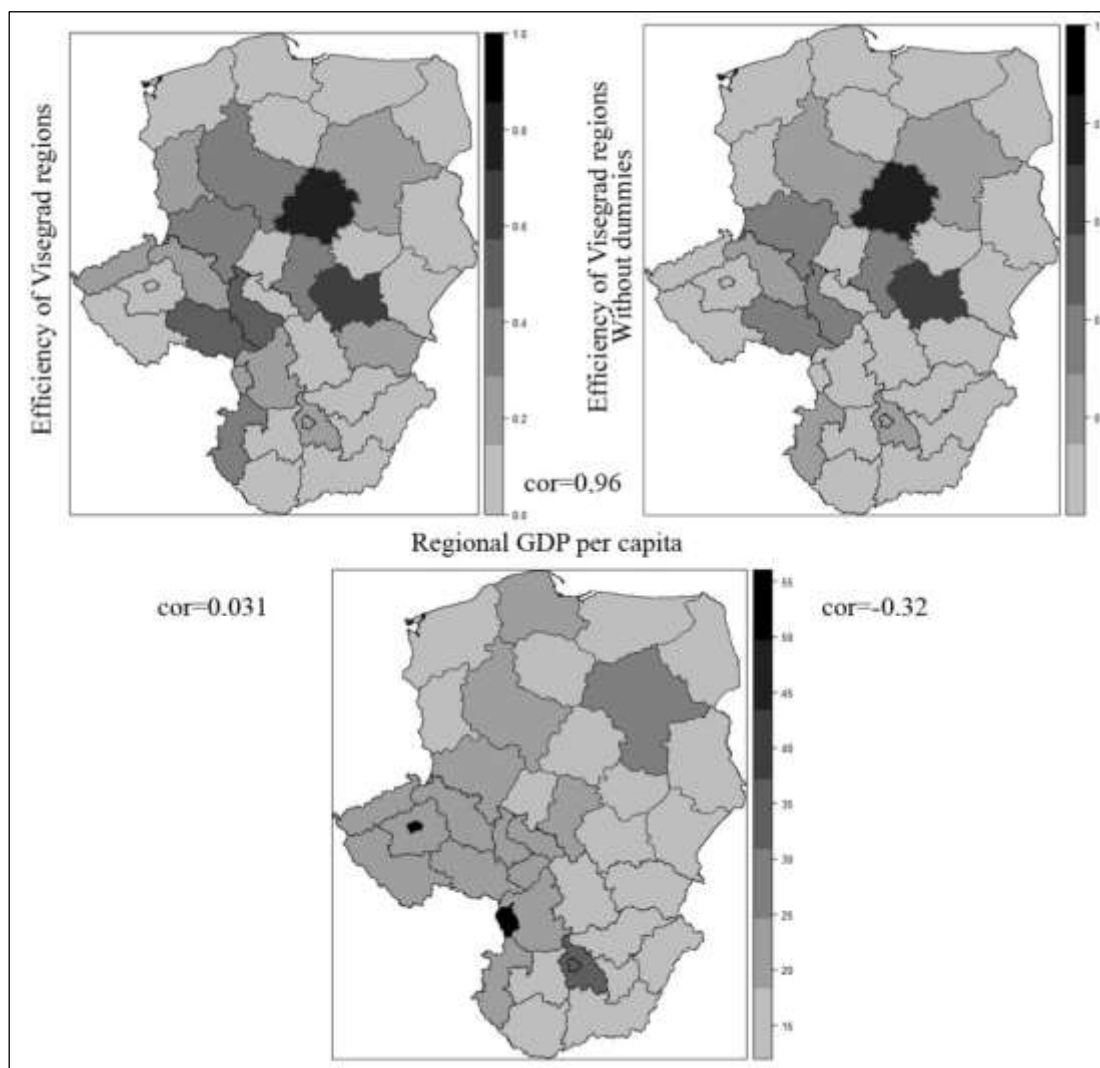 Efficiency of Visegrad regions
1.0
0.8
0.6
0.4
0.2
0.0
Efficiency of Visegrad regions
Without dummies
cor=0,96
Regional GDP per capita
cor=0.031
cor=-0.32
55
50
45
40
35
30
25
20
15